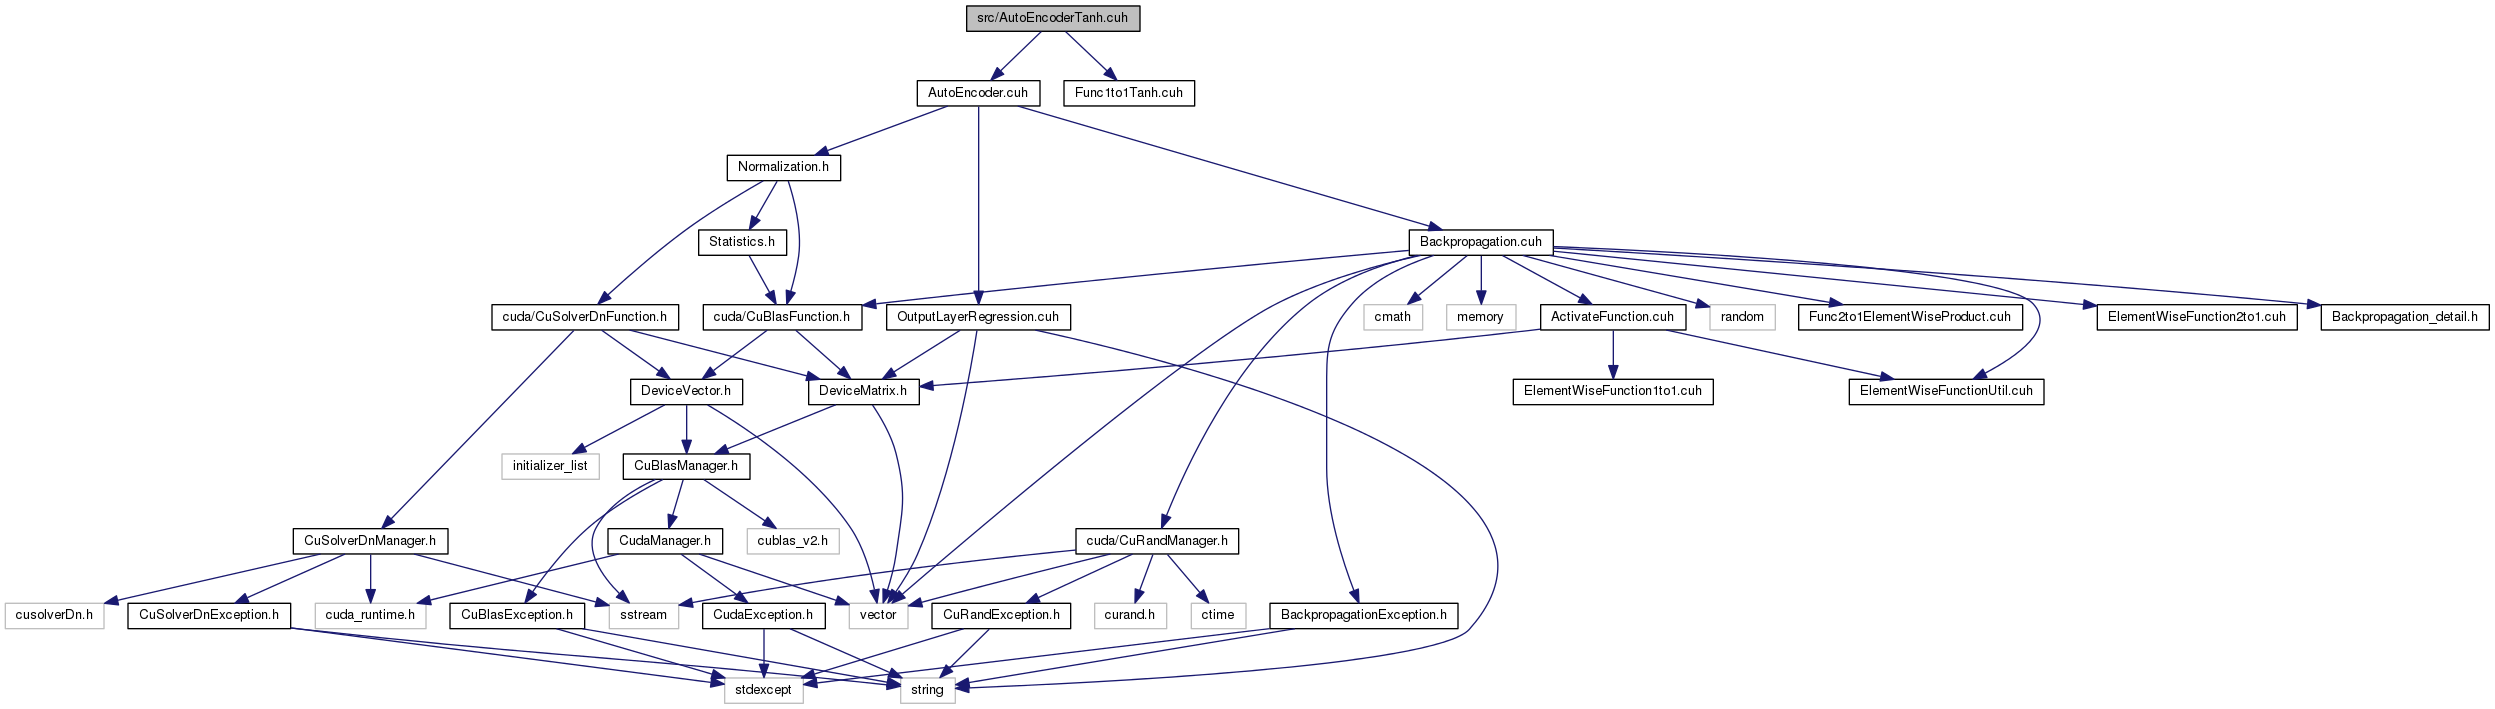 src/AutoEncoderTanh.cuh
AutoEncoder.cuh
Func1to1Tanh.cuh
Normalization.h
Statistics.h
Backpropagation.cuh
cuda/CuSolverDnFunction.h
cuda/CuBlasFunction.h
OutputLayerRegression.cuh
cmath
memory
ActivateFunction.cuh
random
Func2to1ElementWiseProduct.cuh
ElementWiseFunction2to1.cuh
Backpropagation_detail.h
DeviceVector.h
DeviceMatrix.h
ElementWiseFunction1to1.cuh
ElementWiseFunctionUtil.cuh
initializer_list
CuBlasManager.h
CuSolverDnManager.h
CudaManager.h
cublas_v2.h
cuda/CuRandManager.h
cusolverDn.h
CuSolverDnException.h
cuda_runtime.h
CuBlasException.h
sstream
CudaException.h
vector
CuRandException.h
curand.h
ctime
BackpropagationException.h
stdexcept
string